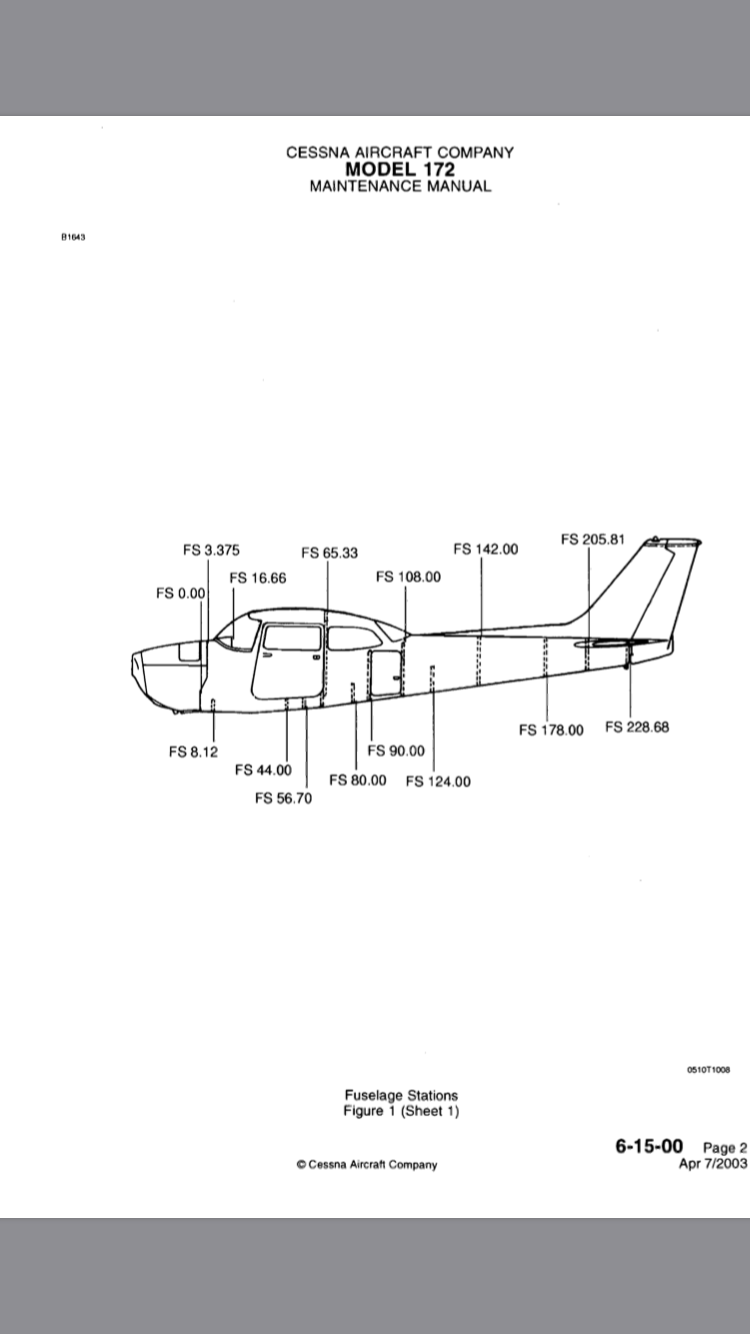 CESSNA AIRCRAFT COMPANY
MODEL 172
MAINTENANCE MANUAL
B1643
FS 205.81
FS 3.375
FS 65.33
FS 142.00
FS 16.66
FS 108.00
FS 0.00
FS 178.00
FS 228.68
FS 8.12
FS 90.00
FS 44.00
FS 80.00
FS 124.00
FS 56.70
0510T1008
Fuselage Stations
Figure 1 (Sheet 1)
6-15-00 Page 2
© Cessna Aircraft Company
Apr 7/2003